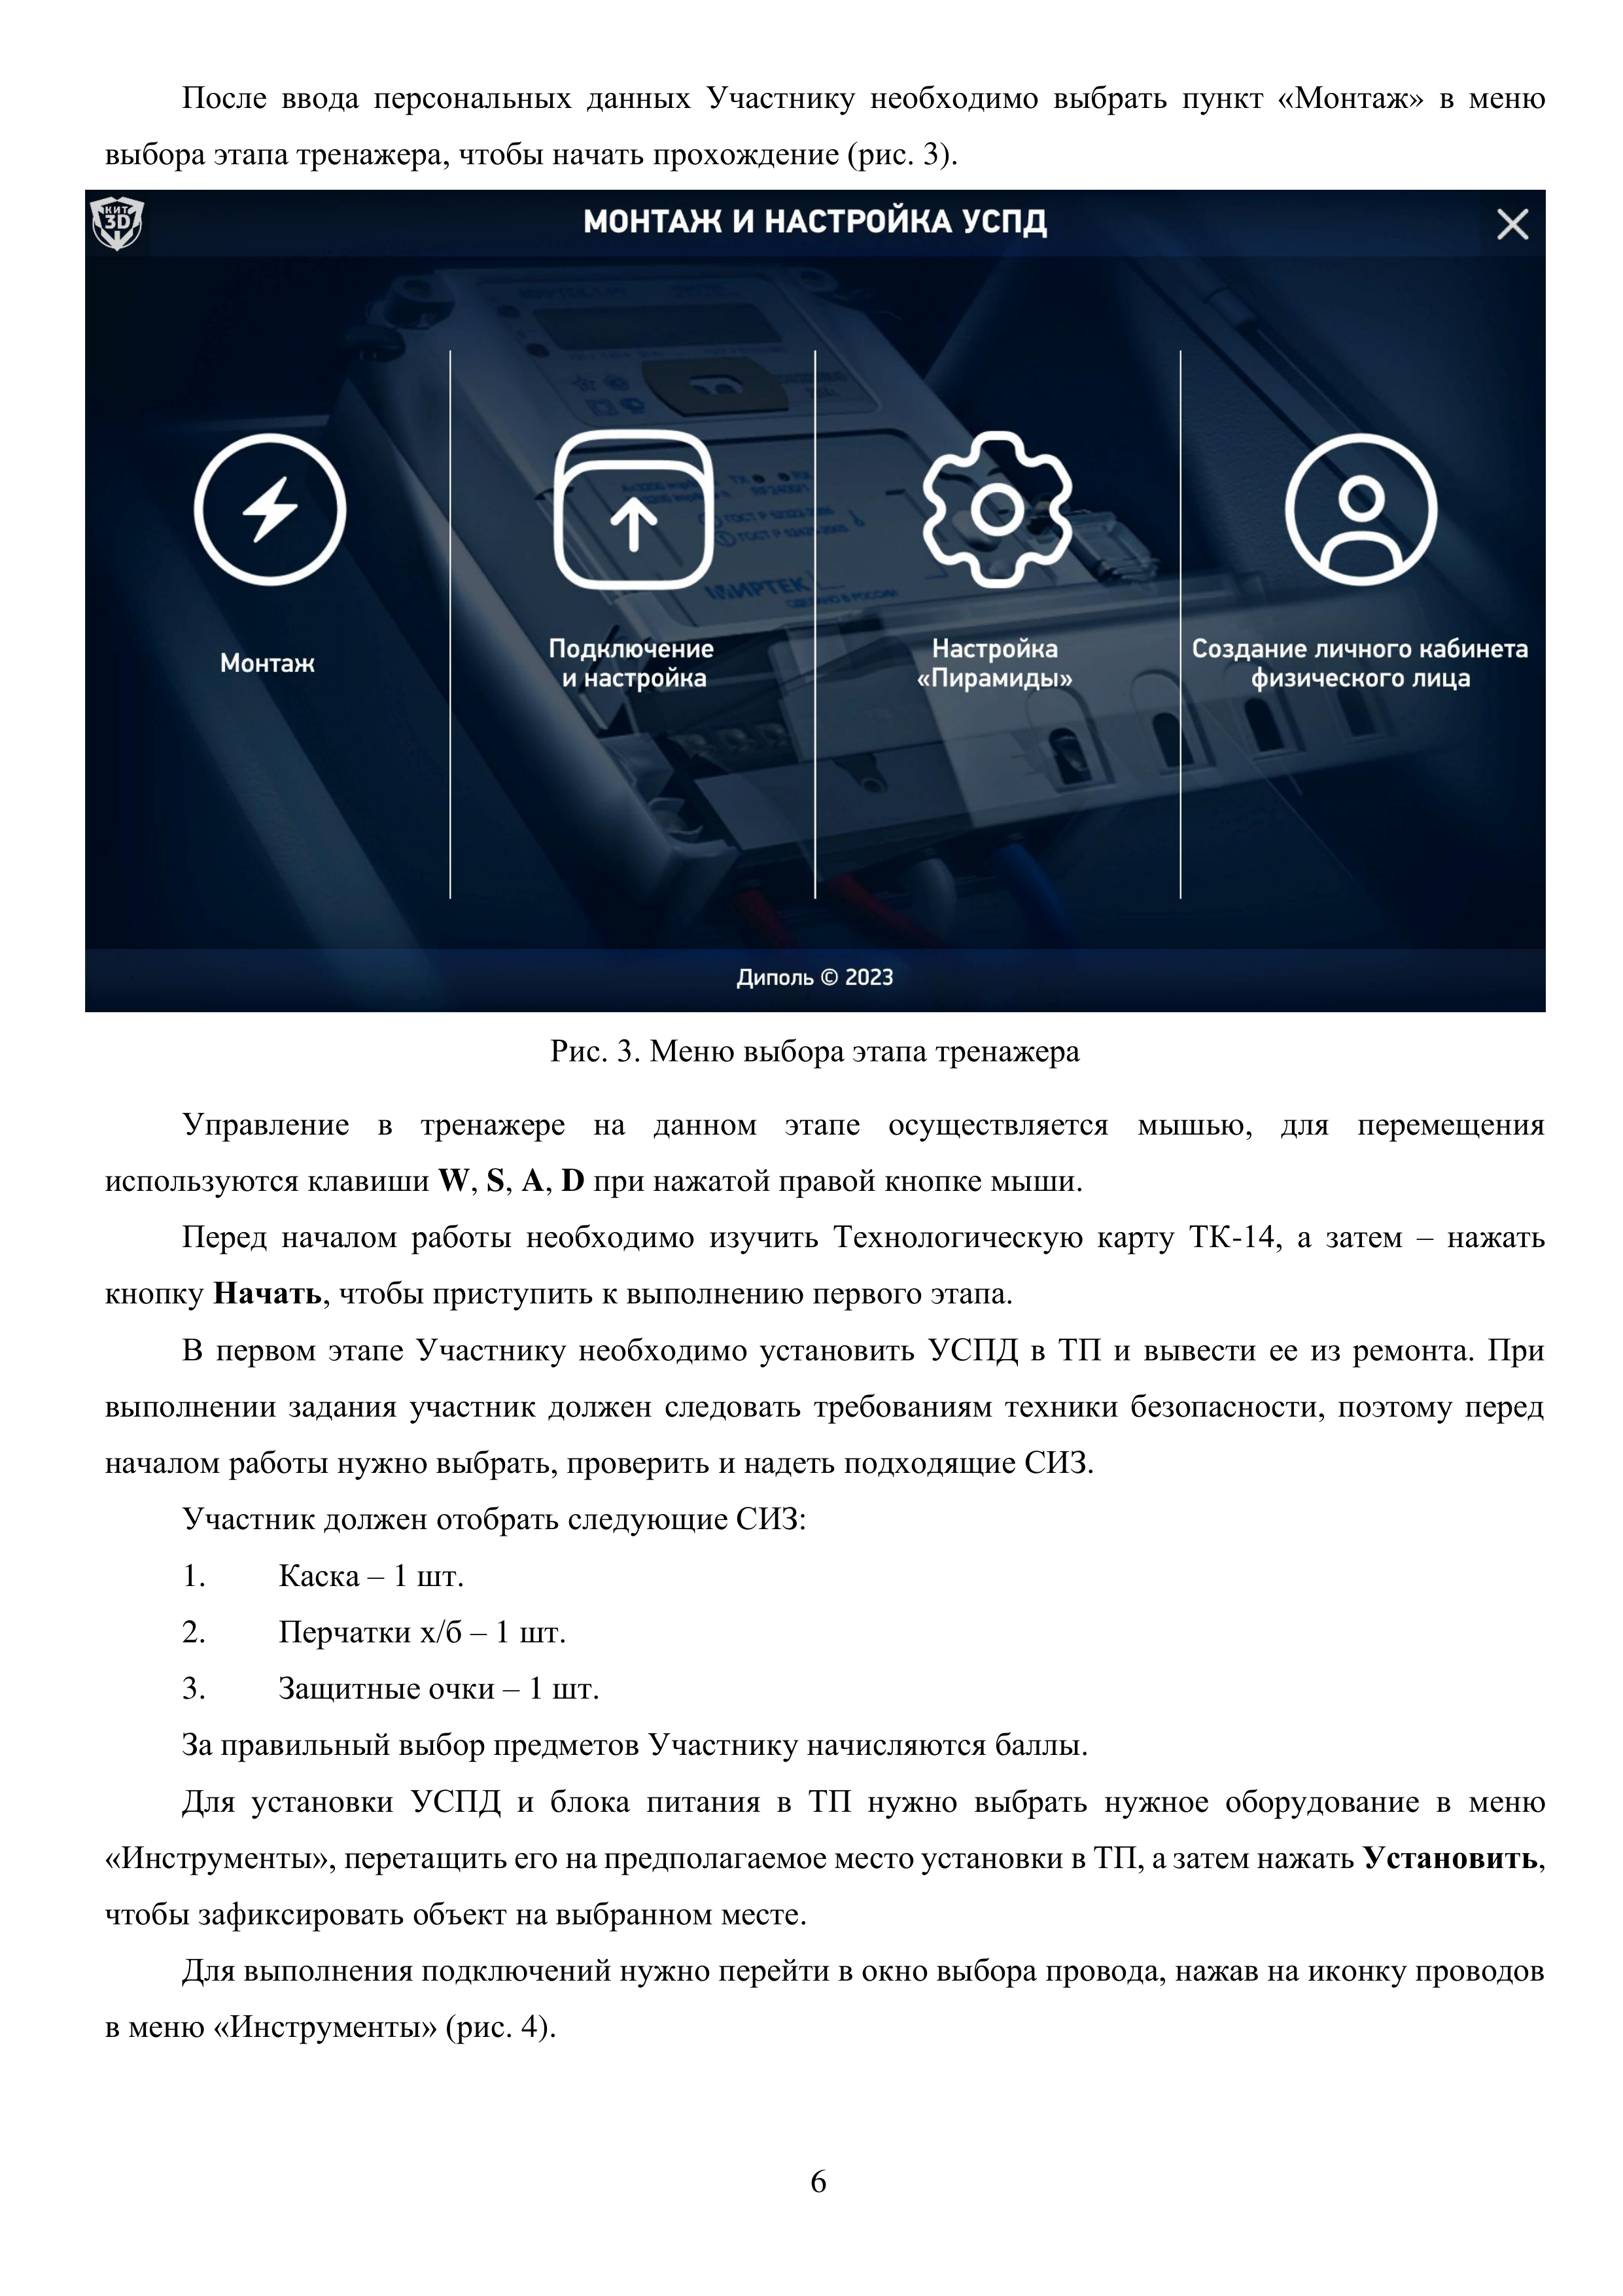 После ввода персональных данных Участнику необходимо выбрать пункт «Монтаж» в меню
выбора этапа тренажера, чтобы начать прохождение (рис. 3).
КИТ
3D
МОНТАЖ И НАСТРОЙКА УСПД
TX RX
RF2400/1
МИРТЕК
СДЕЛАНО В РОССИИ
Монтаж
Подключение
и настройка
Настройка
«Пирамиды»
Создание личного кабинета
физического лица
Диполь © 2023
Рис. 3. Меню выбора этапа тренажера
Управление в тренажере на данном этапе осуществляется мышью, для перемещения
используются клавиши W, S, A, D при нажатой правой кнопке мыши.
Перед началом работы необходимо изучить Технологическую карту ТК-14, а затем – нажать
кнопку Начать, чтобы приступить к выполнению первого этапа.
В первом этапе Участнику необходимо установить УСПД в ТП и вывести ее из ремонта. При
выполнении задания участник должен следовать требованиям техники безопасности, поэтому перед
началом работы нужно выбрать, проверить и надеть подходящие СИЗ.
Участник должен отобрать следующие СИЗ:
1. Каска – 1 шт.
2. Перчатки х/б – 1 шт.
3. Защитные очки – 1 шт.
За правильный выбор предметов Участнику начисляются баллы.
Для установки УСПД и блока питания в ТП нужно выбрать нужное оборудование в меню
«Инструменты», перетащить его на предполагаемое место установки в ТП, а затем нажать Установить,
чтобы зафиксировать объект на выбранном месте.
Для выполнения подключений нужно перейти в окно выбора провода, нажав на иконку проводов
в меню «Инструменты» (рис. 4).
6